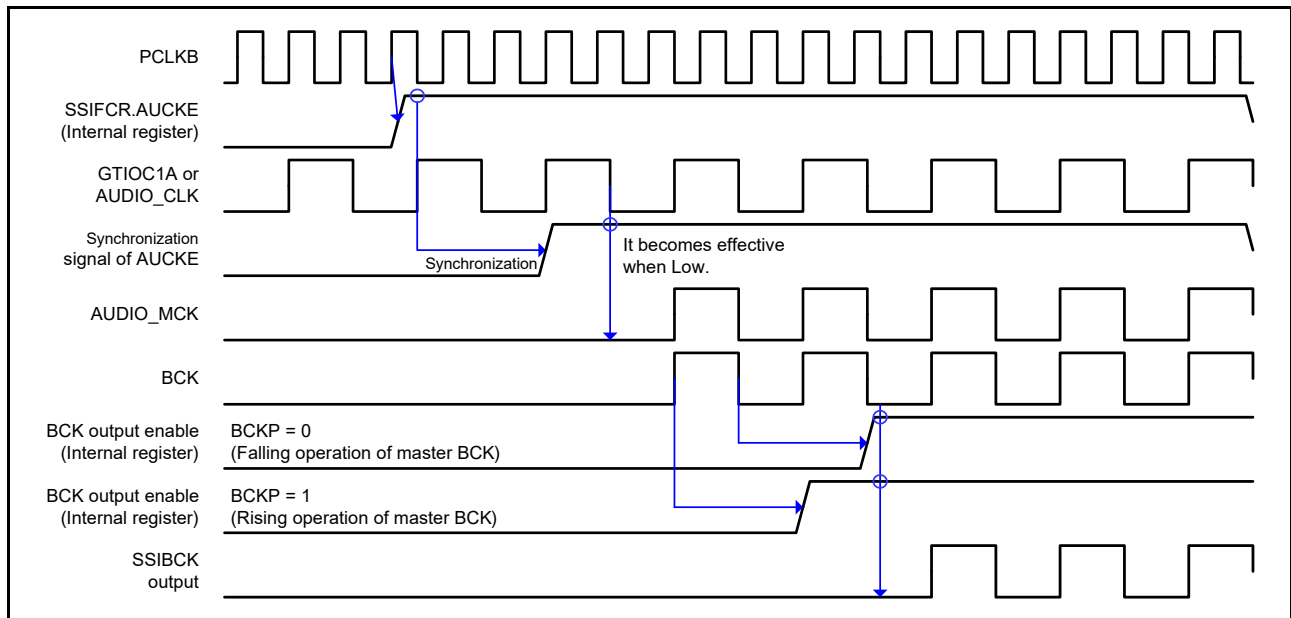 PCLKB
SSIFCR.AUCKE
(Internal register)
GTIOC1A or
AUDIO_CLK
Synchronization
signal of AUCKE
Synchronization
It becomes effective
when Low.
AUDIO_MCK
BCK
BCK output enable
(Internal register)
BCKP = 0
(Falling operation of master BCK)
BCK output enable
(Internal register)
BCKP = 1
(Rising operation of master BCK)
SSIBCK
output